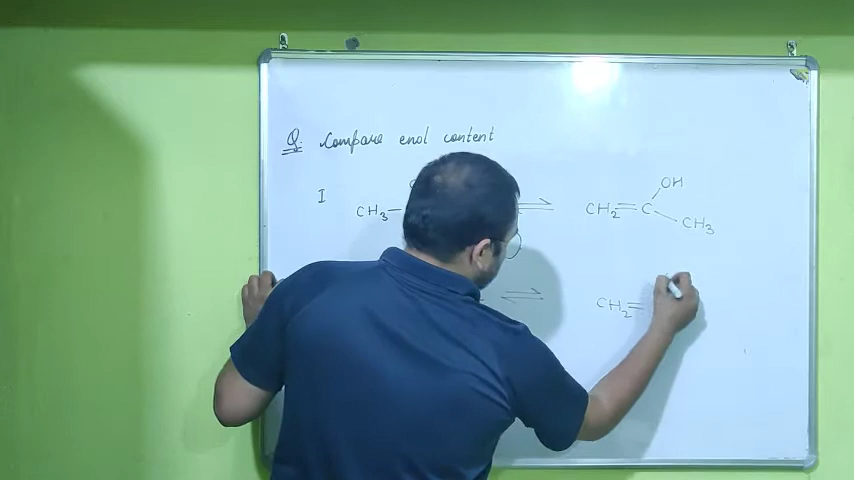 Q. Compare enol content
OH
I CH3— ⇌ CH2=C
CH3
⇌ CH2=